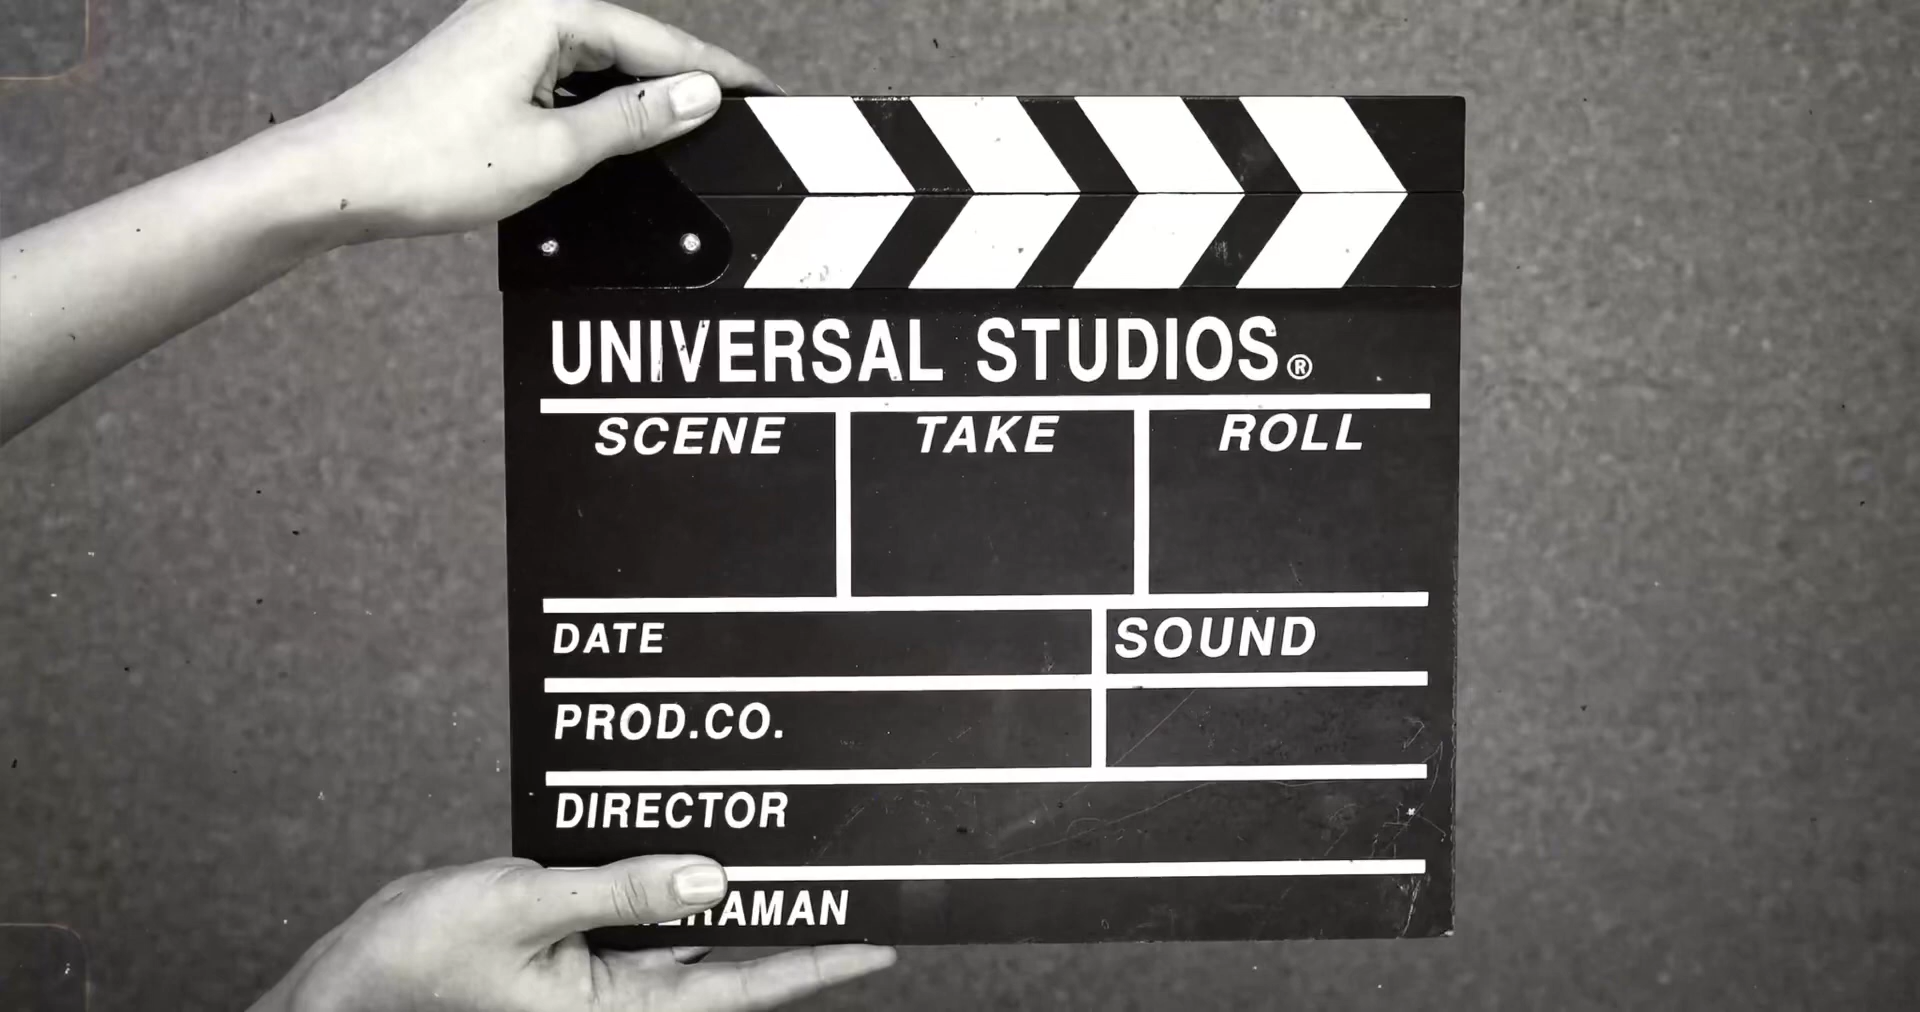 UNIVERSAL STUDIOS®
SCENE TAKE ROLL
DATE SOUND
PROD.CO.
DIRECTOR